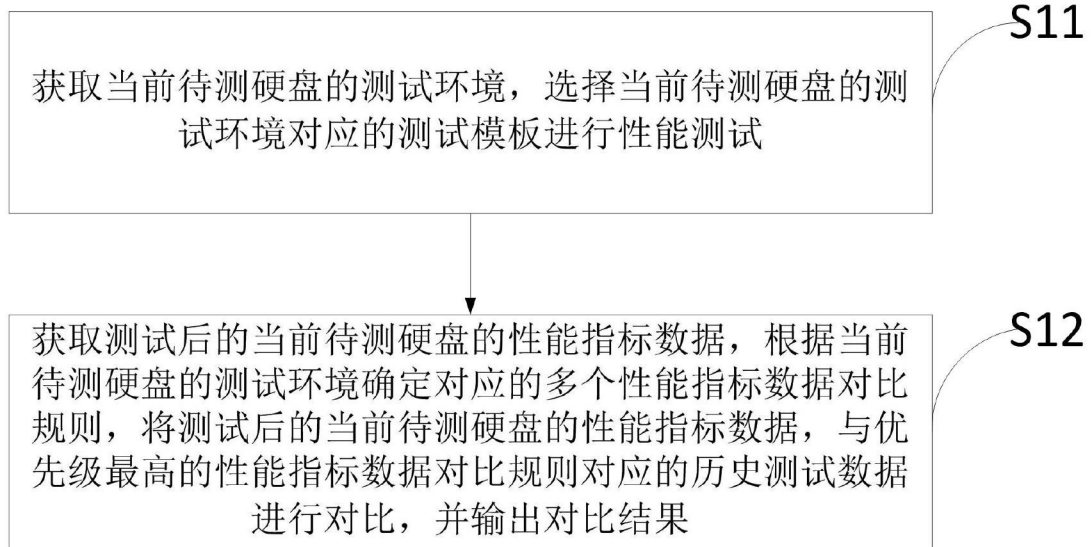 S11
获取当前待测硬盘的测试环境，选择当前待测硬盘的测
试环境对应的测试模板进行性能测试
S12
获取测试后的当前待测硬盘的性能指标数据，根据当前
待测硬盘的测试环境确定对应的多个性能指标数据对比
规则，将测试后的当前待测硬盘的性能指标数据，与优
先级最高的性能指标数据对比规则对应的历史测试数据
进行对比，并输出对比结果